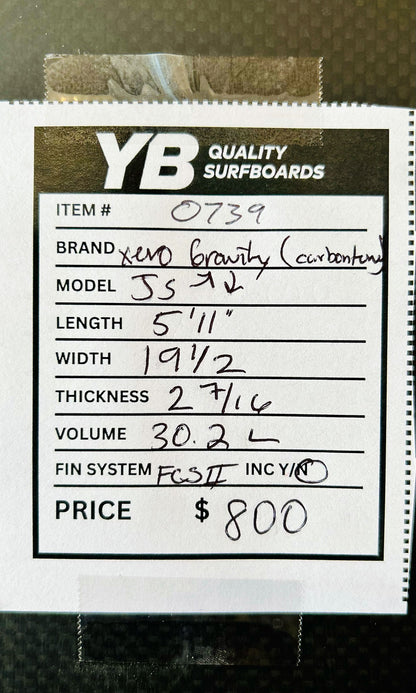 YB QUALITY SURFBOARDS
ITEM # 0739
BRAND xero Gravity (carbontune)
MODEL JS ↗ ↓
LENGTH 5'11"
WIDTH 19 1/2
THICKNESS 2 7/16
VOLUME 30.2 L
FIN SYSTEM FCS II INC Y/N
PRICE $ 800